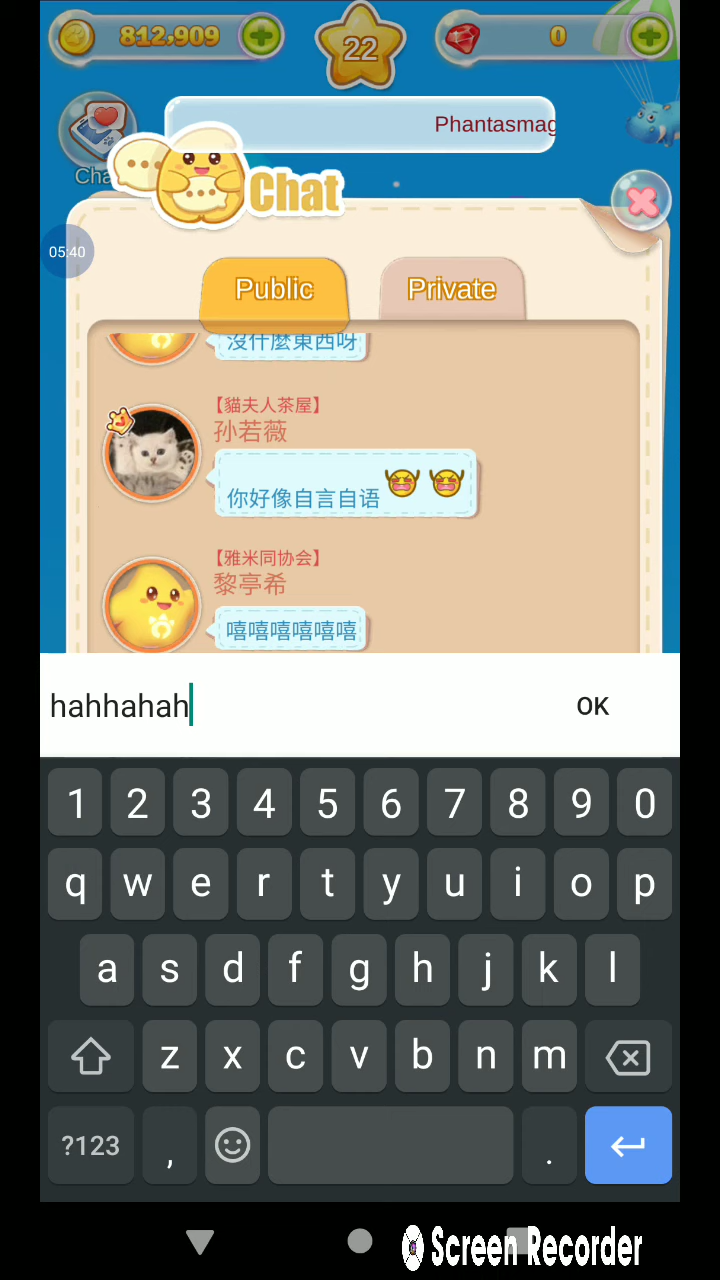 812,909
22
0
Phantasmag
Cha
Chat
05:40
Public
Private
沒什麼東西呀
【貓夫人茶屋】
孙若薇
你好像自言自语
【雅米同协会】
黎亭希
嘻嘻嘻嘻嘻嘻
hahhahah
OK
1 2 3 4 5 6 7 8 9 0
q w e r t y u i o p
a s d f g h j k l
z x c v b n m
?123 , .
Screen Recorder